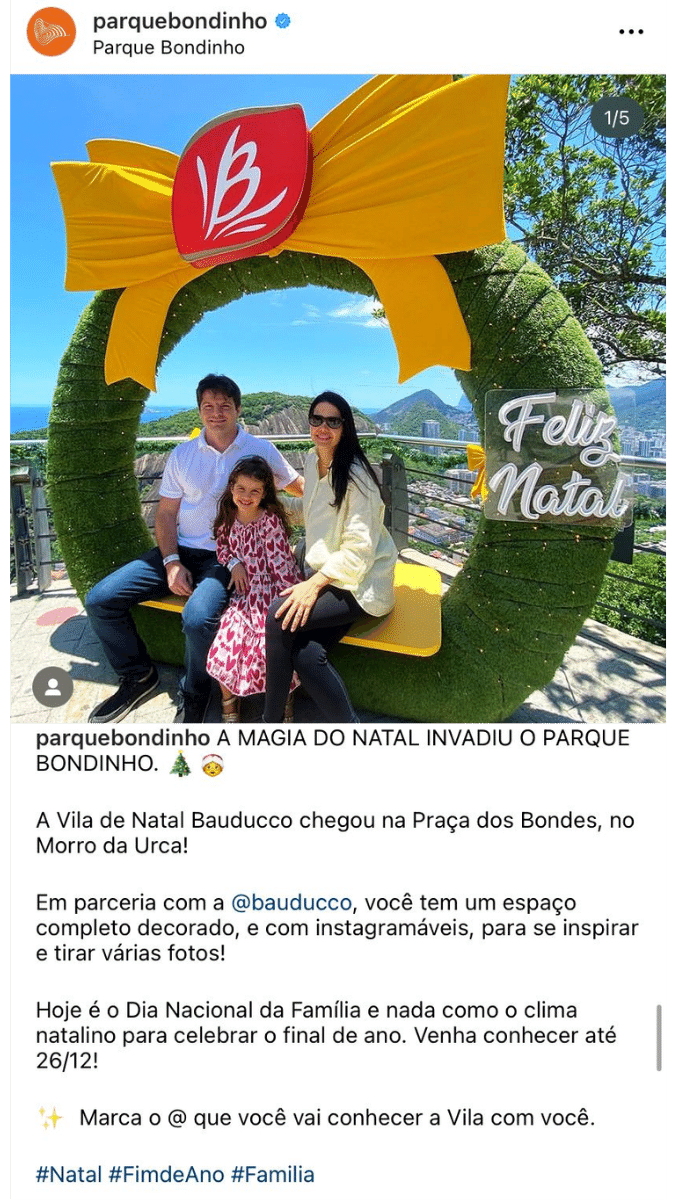 parquebondinho
Parque Bondinho
1/5
B
Feliz
Natal
parquebondinho A MAGIA DO NATAL INVADIU O PARQUE
BONDINHO. 🎄 🤶
A Vila de Natal Bauducco chegou na Praça dos Bondes, no
Morro da Urca!
Em parceria com a @bauducco, você tem um espaço
completo decorado, e com instagramáveis, para se inspirar
e tirar várias fotos!
Hoje é o Dia Nacional da Família e nada como o clima
natalino para celebrar o final de ano. Venha conhecer até
26/12!
✨ Marca o @ que você vai conhecer a Vila com você.
#Natal #FimdeAno #Familia